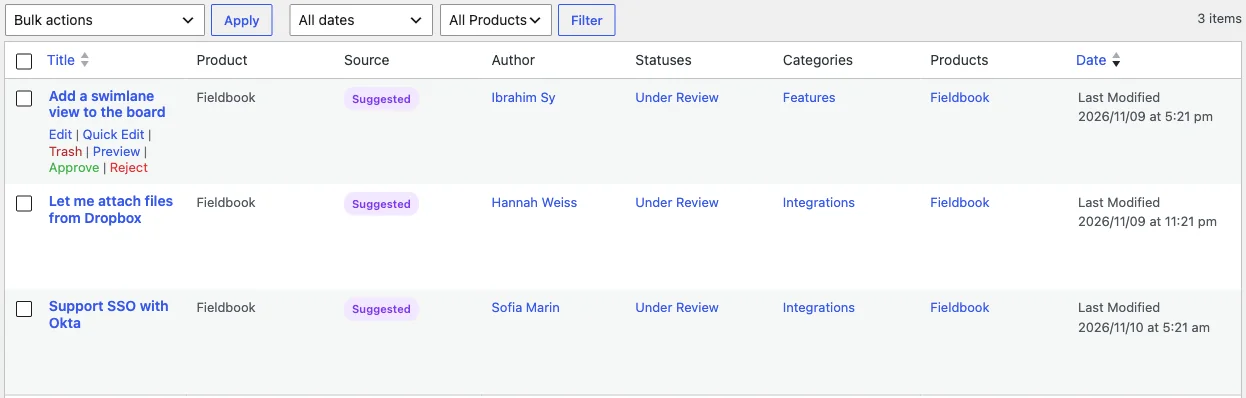 Bulk actions
Apply
All dates
All Products
Filter
3 items
Title
Product
Source
Author
Statuses
Categories
Products
Date
Add a swimlane
view to the board
Edit | Quick Edit |
Trash | Preview |
Approve | Reject
Fieldbook
Suggested
Ibrahim Sy
Under Review
Features
Fieldbook
Last Modified
2026/11/09 at 5:21 pm
Let me attach files
from Dropbox
Fieldbook
Suggested
Hannah Weiss
Under Review
Integrations
Fieldbook
Last Modified
2026/11/09 at 11:21 pm
Support SSO with
Okta
Fieldbook
Suggested
Sofia Marin
Under Review
Integrations
Fieldbook
Last Modified
2026/11/10 at 5:21 am